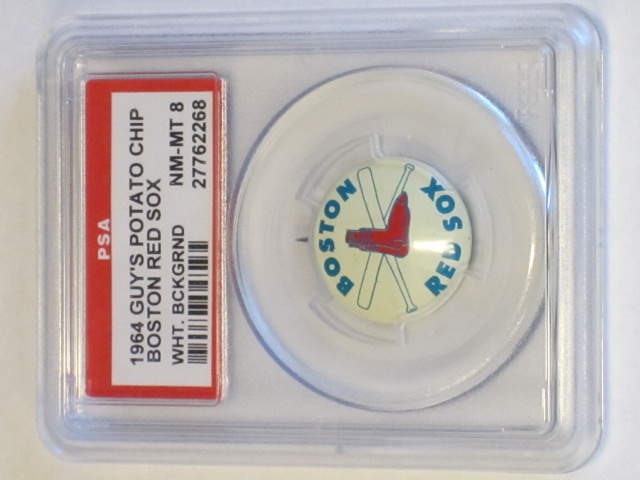 PSA
1964 GUY'S POTATO CHIP
BOSTON RED SOX
WHT. BCKGRND NM-MT 8
27762268
BOSTON
RED SOX